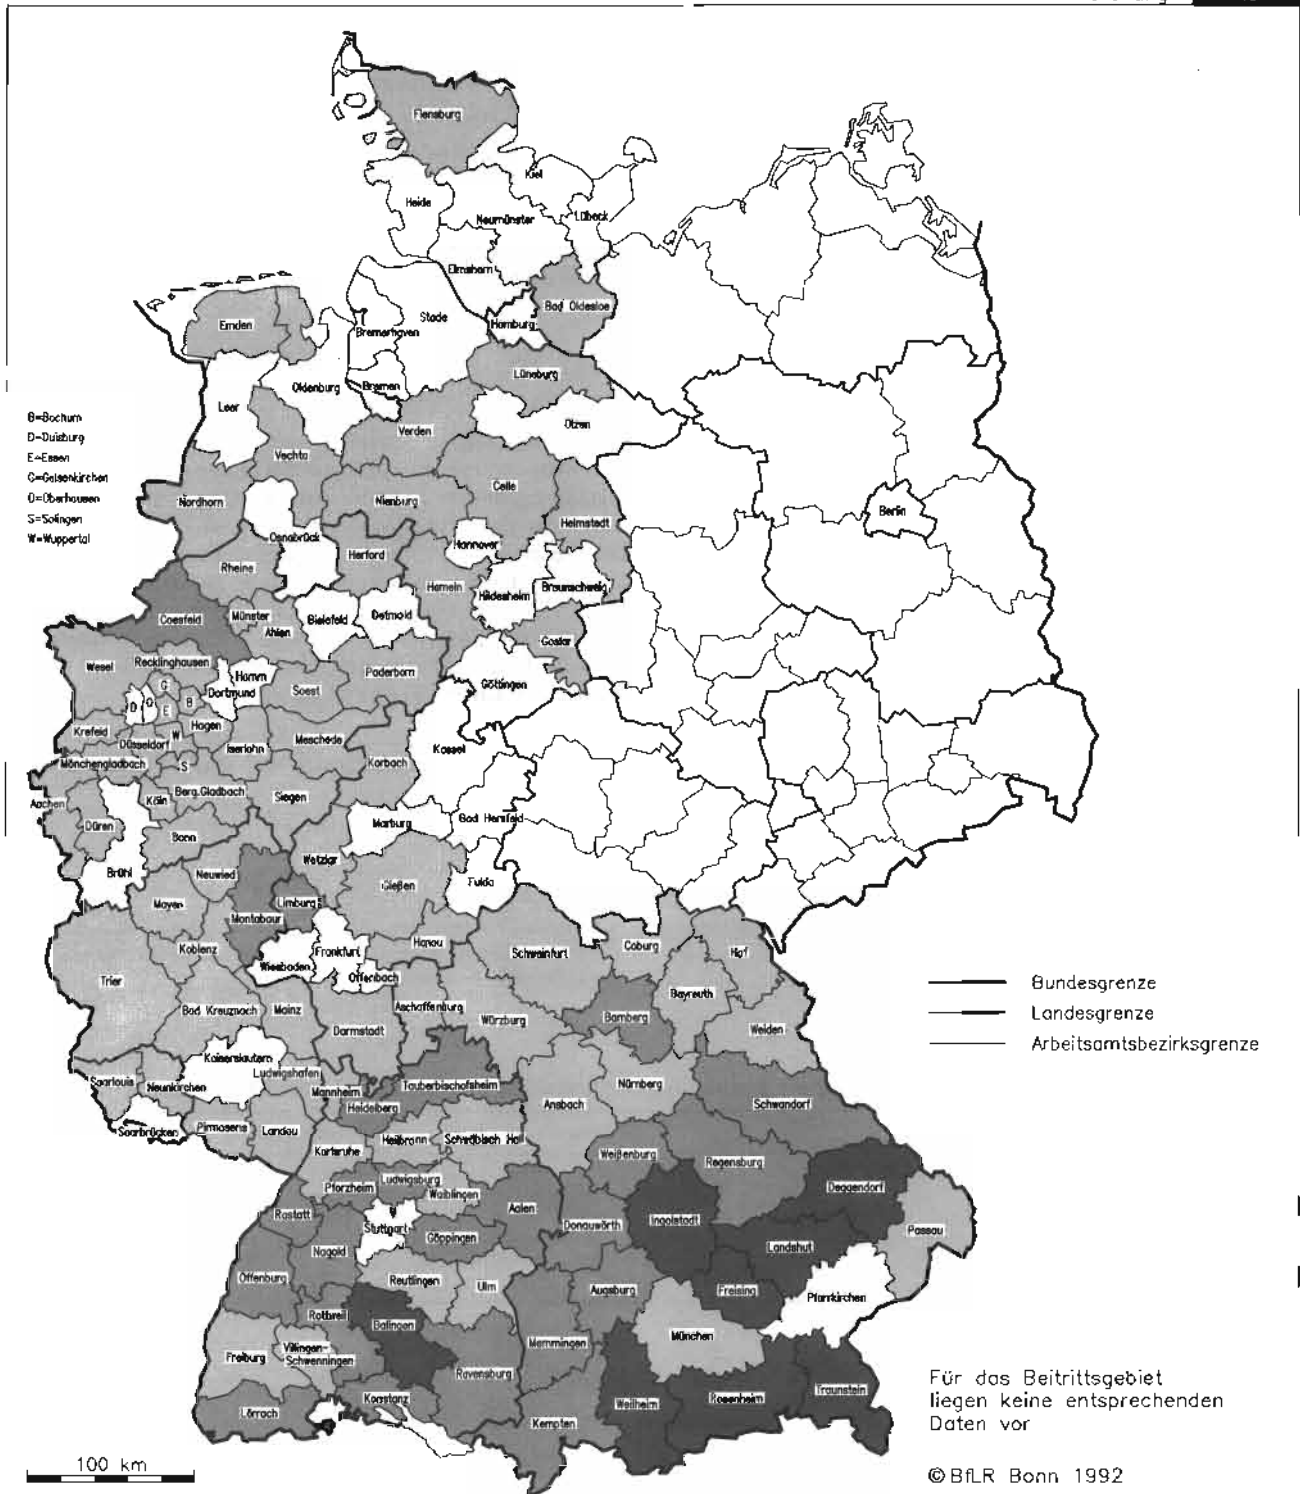 Flensburg
Kiel
Heide
Neumünster
Lübeck
Elmshorn
Bad Oldesloe
Hamburg
Stade
Bremerhaven
Emden
Lüneburg
Oldenburg
Bremen
Leer
Ülzen
Verden
Vechta
B=Bochum
D=Duisburg
E=Essen
G=Gelsenkirchen
O=Oberhausen
S=Solingen
W=Wuppertal
Celle
Nordhorn
Nienburg
Helmstedt
Berlin
Osnabrück
Hannover
Herford
Rheine
Hameln
Hildesheim
Braunschweig
Coesfeld
Münster
Ahlen
Bielefeld
Detmold
Goslar
Wesel
Recklinghausen
Hamm
Paderborn
Göttingen
G
Dortmund
Soest
D
O
E
B
Krefeld
Hagen
W
Düsseldorf
Iserlohn
Meschede
Kassel
Korbach
Mönchengladbach
S
Aachen
Köln
Berg.Gladbach
Siegen
Düren
Bonn
Marburg
Bad Hersfeld
Brühl
Neuwied
Wetzlar
Gießen
Fulda
Mayen
Montabaur
Limburg
Koblenz
Hanau
Schweinfurt
Coburg
Hof
Wiesbaden
Frankfurt
Offenbach
Trier
Bad Kreuznach
Mainz
Darmstadt
Aschaffenburg
Würzburg
Bamberg
Bayreuth
Weiden
Bundesgrenze
Landesgrenze
Arbeitsamtsbezirksgrenze
Kaiserslautern
Saarlouis
Neunkirchen
Ludwigshafen
Mannheim
Tauberbischofsheim
Nürnberg
Heidelberg
Ansbach
Schwandorf
Saarbrücken
Pirmasens
Landau
Heilbronn
Schwäbisch Hall
Karlsruhe
Weißenburg
Regensburg
Pforzheim
Ludwigsburg
Waiblingen
Deggendorf
Rastatt
Stuttgart
Aalen
Donauwörth
Ingolstadt
Passau
Nagold
Göppingen
Landshut
Offenburg
Reutlingen
Ulm
Augsburg
Freising
Pfarrkirchen
Rottweil
Balingen
Freiburg
Villingen-
Schwenningen
Memmingen
München
Ravensburg
Lörrach
Konstanz
Kempten
Weilheim
Rosenheim
Traunstein
Für das Beitrittsgebiet
liegen keine entsprechenden
Daten vor
100 km
©BfLR Bonn 1992